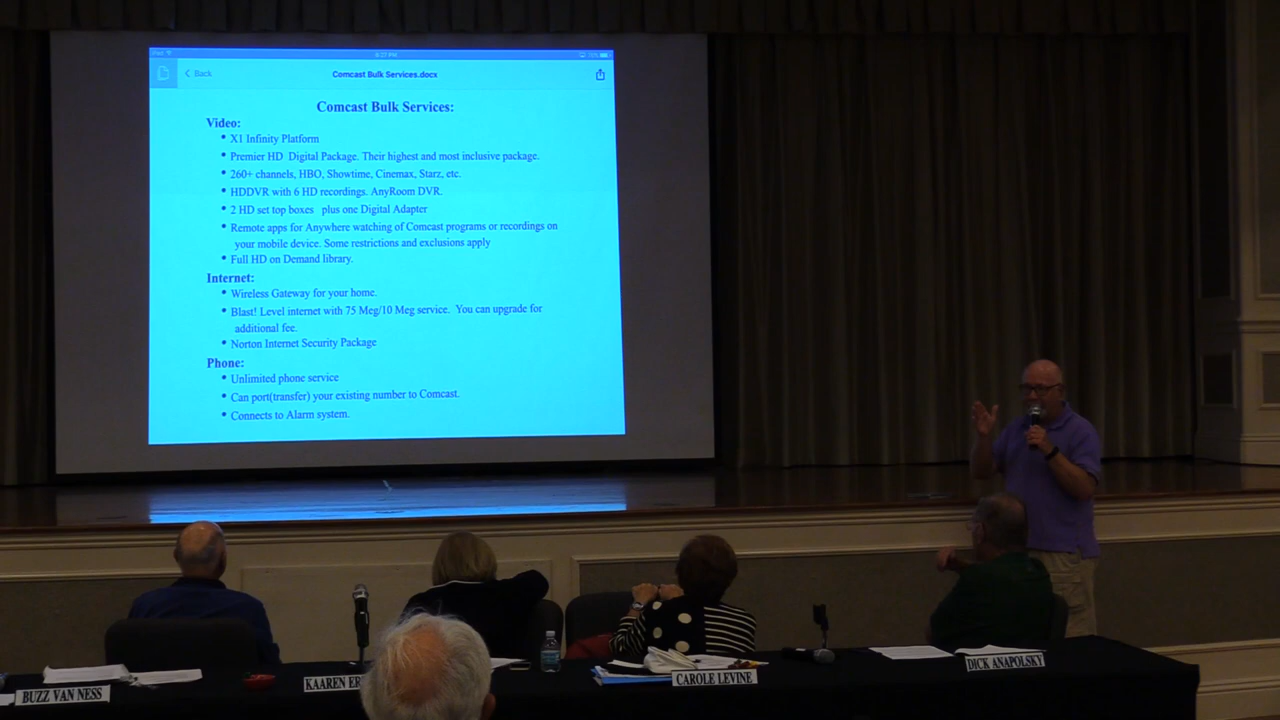 iPad
6:27 PM
Back
Comcast Bulk Services.docx
Comcast Bulk Services:
Video:
• X1 Infinity Platform
• Premier HD Digital Package. Their highest and most inclusive package.
• 260+ channels, HBO, Showtime, Cinemax, Starz, etc.
• HDDVR with 6 HD recordings. AnyRoom DVR.
• 2 HD set top boxes plus one Digital Adapter
• Remote apps for Anywhere watching of Comcast programs or recordings on
your mobile device. Some restrictions and exclusions apply
• Full HD on Demand library.
Internet:
• Wireless Gateway for your home.
• Blast! Level internet with 75 Meg/10 Meg service. You can upgrade for
additional fee.
• Norton Internet Security Package
Phone:
• Unlimited phone service
• Can port(transfer) your existing number to Comcast.
• Connects to Alarm system.
BUZZ VAN NESS
KAAREN
CAROLE LEVINE
DICK ANAPOLSKY